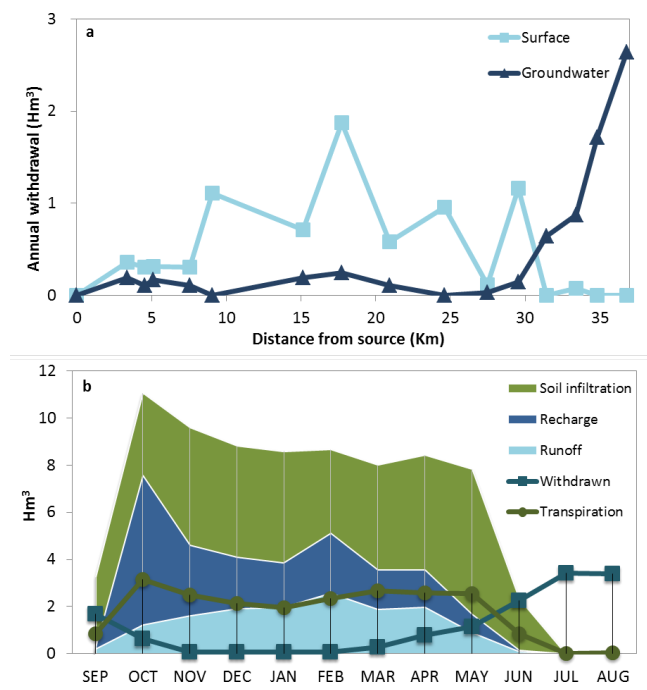 a
Surface
Groundwater
Annual withdrawal (Hm³)
3
2
1
0
0 5 10 15 20 25 30 35
Distance from source (Km)
b
Soil infiltration
Recharge
Runoff
Withdrawn
Transpiration
Hm³
12
10
8
6
4
2
0
SEP OCT NOV DEC JAN FEB MAR APR MAY JUN JUL AUG